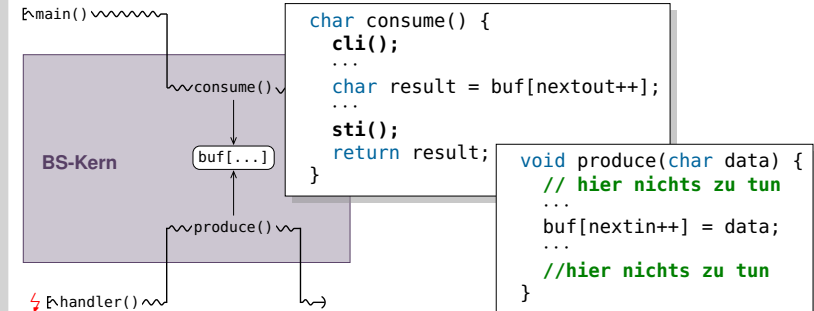 main()
consume()
BS-Kern
buf[...]
produce()
handler()
char consume() {
cli();
...
char result = buf[nextout++];
...
sti();
return result;
}
void produce(char data) {
// hier nichts zu tun
...
buf[nextin++] = data;
...
//hier nichts zu tun
}